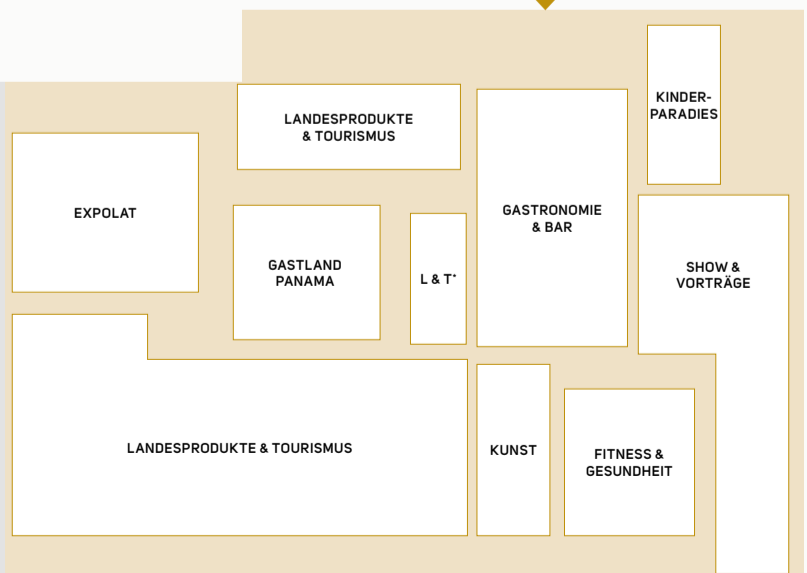 KINDER-
PARADIES
LANDESPRODUKTE
& TOURISMUS
EXPOLAT
GASTRONOMIE
& BAR
GASTLAND
PANAMA
L & T*
SHOW &
VORTRÄGE
LANDESPRODUKTE & TOURISMUS
KUNST
FITNESS &
GESUNDHEIT